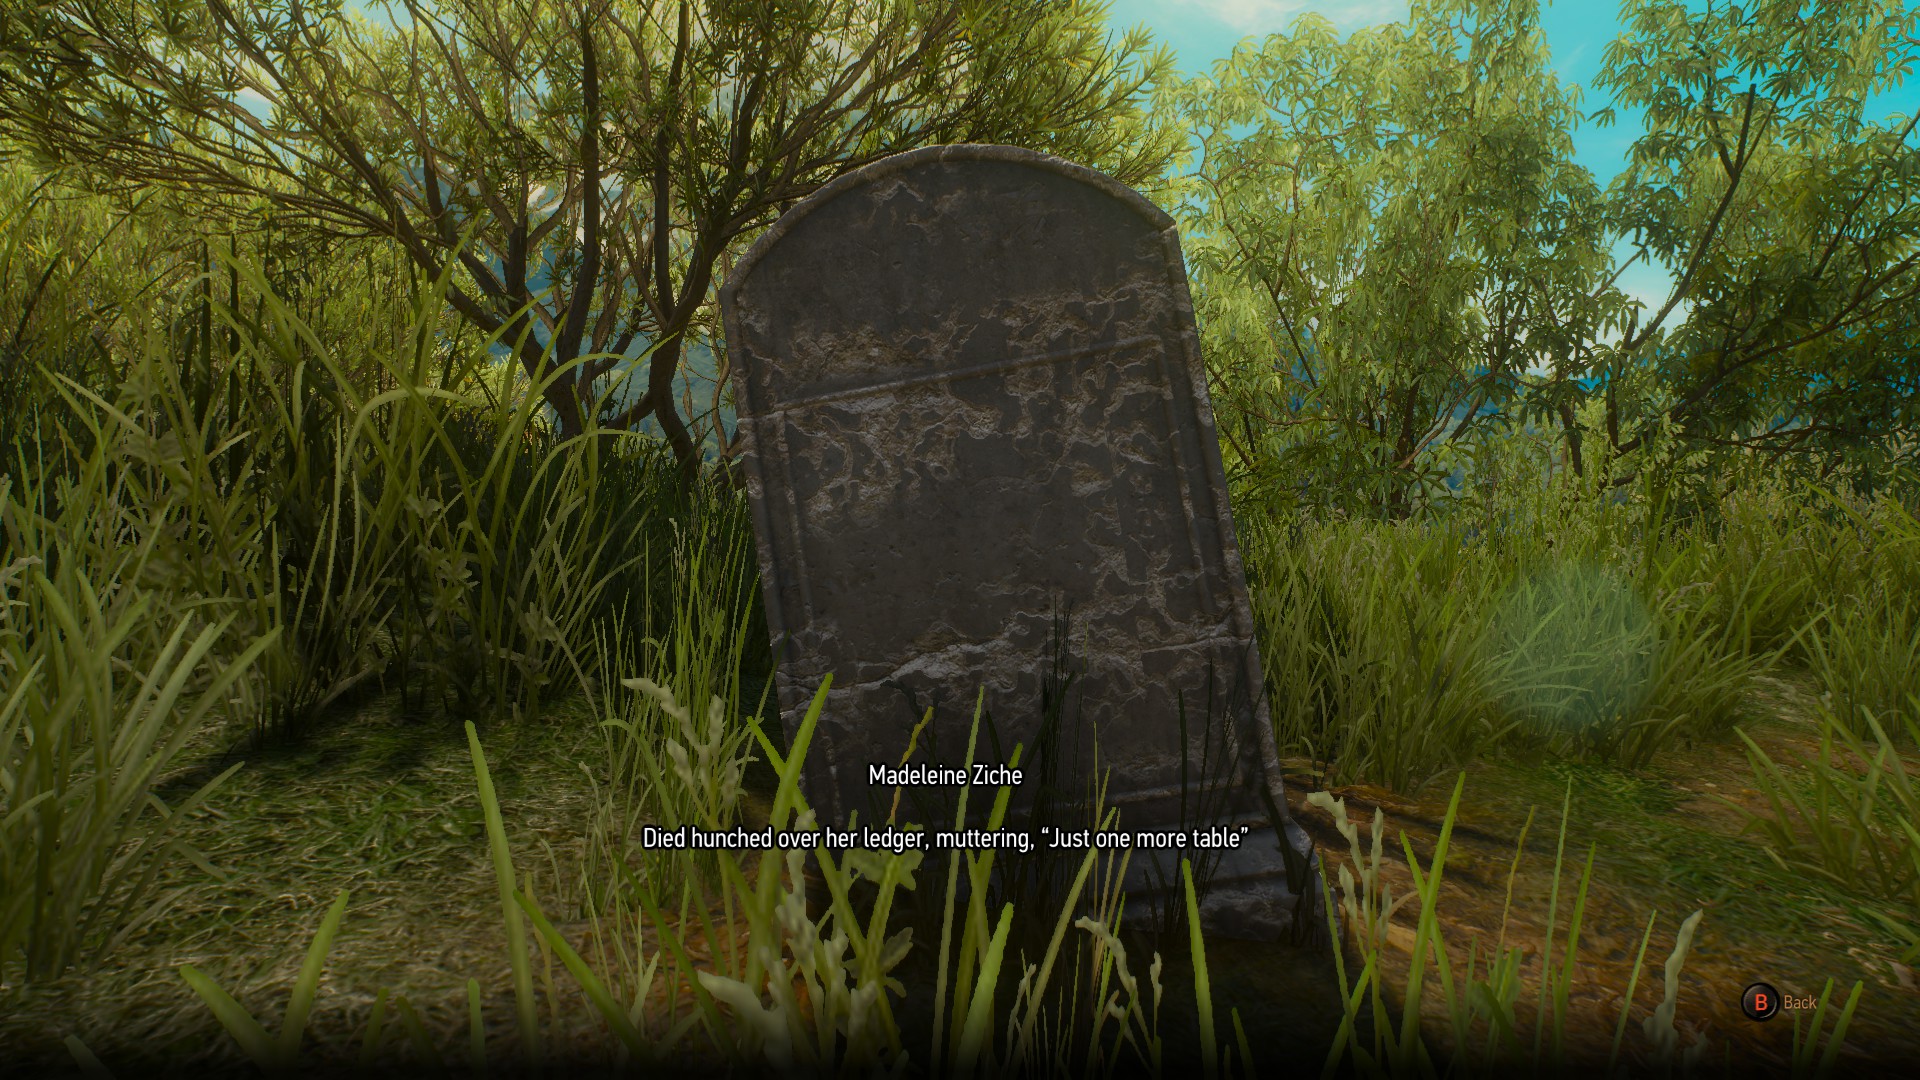 Madeleine Ziche
Died hunched over her ledger, muttering, “Just one more table”
B Back